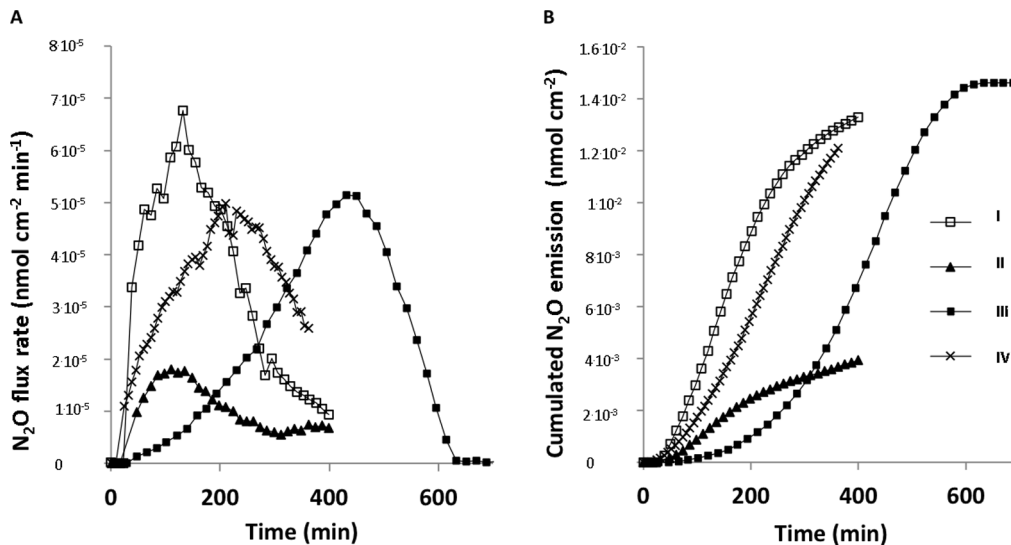 A
N₂O flux rate (nmol cm⁻² min⁻¹)
8·10⁻⁵
7·10⁻⁵
6·10⁻⁵
5·10⁻⁵
4·10⁻⁵
3·10⁻⁵
2·10⁻⁵
1·10⁻⁵
0
0
200
400
600
Time (min)
B
Cumulated N₂O emission (nmol cm⁻²)
1.6·10⁻²
1.4·10⁻²
1.2·10⁻²
1·10⁻²
8·10⁻³
6·10⁻³
4·10⁻³
2·10⁻³
0
0
200
400
600
Time (min)
I
II
III
IV